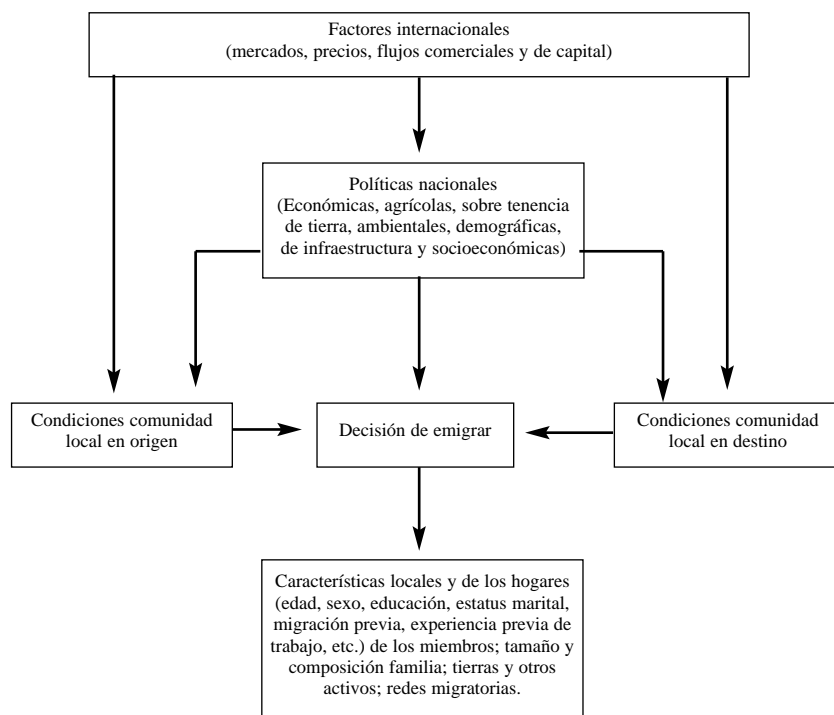 Factores internacionales
(mercados, precios, flujos comerciales y de capital)
Políticas nacionales
(Económicas, agrícolas, sobre tenencia
de tierra, ambientales, demográficas,
de infraestructura y socioeconómicas)
Condiciones comunidad
local en origen
Decisión de emigrar
Condiciones comunidad
local en destino
Características locales y de los hogares
(edad, sexo, educación, estatus marital,
migración previa, experiencia previa de
trabajo, etc.) de los miembros; tamaño y
composición familia; tierras y otros
activos; redes migratorias.